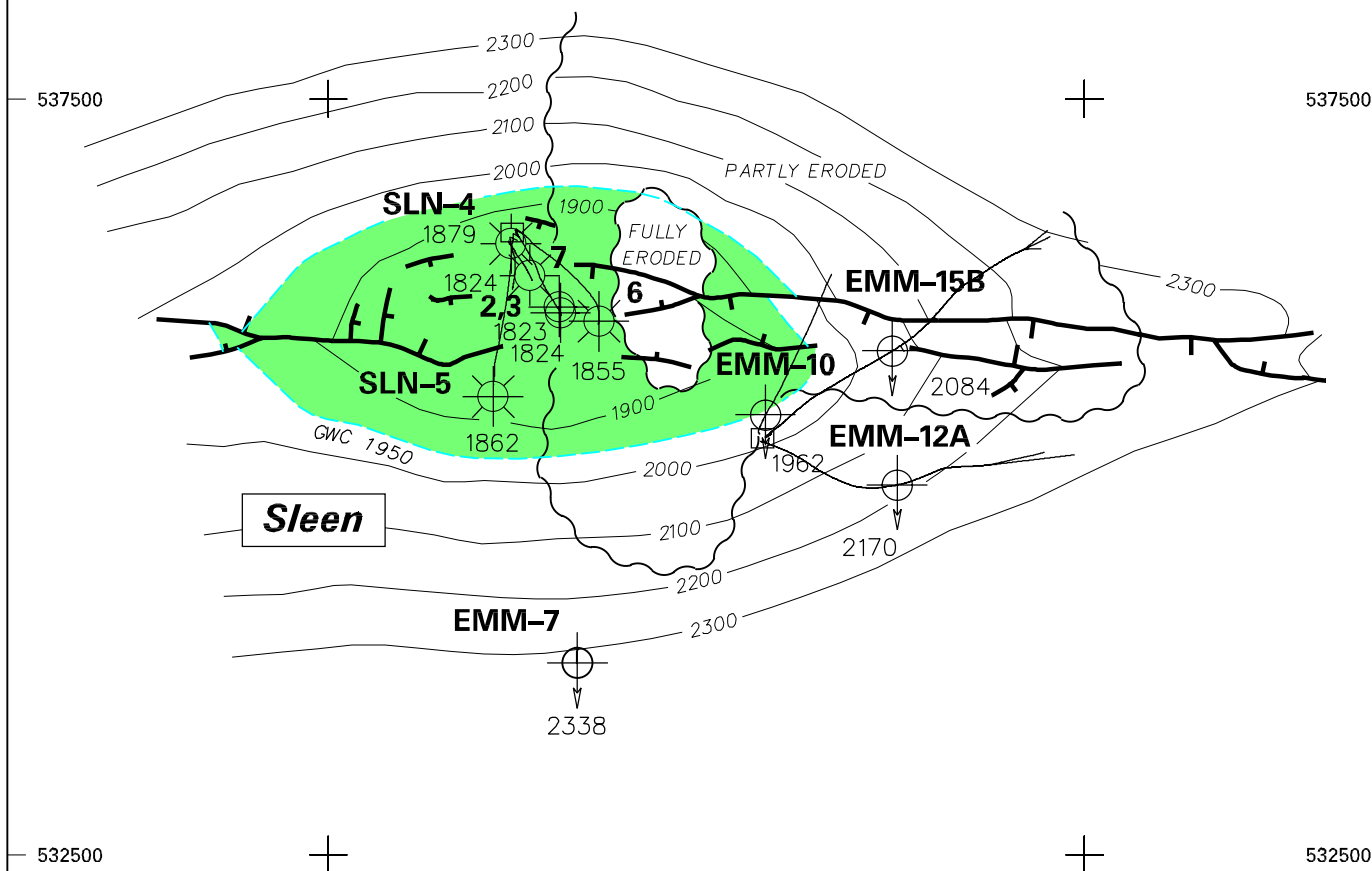 2300
537500
537500
2200
2100
2000
PARTLY ERODED
SLN–4
1900
1879
FULLY
ERODED
7
1824
EMM–15B
2300
2,3
6
1823
1824
1855
EMM–10
SLN–5
2084
1900
1862
GWC 1950
EMM–12A
1962
2000
Sleen
2100
2170
2200
EMM–7
2300
2338
532500
532500